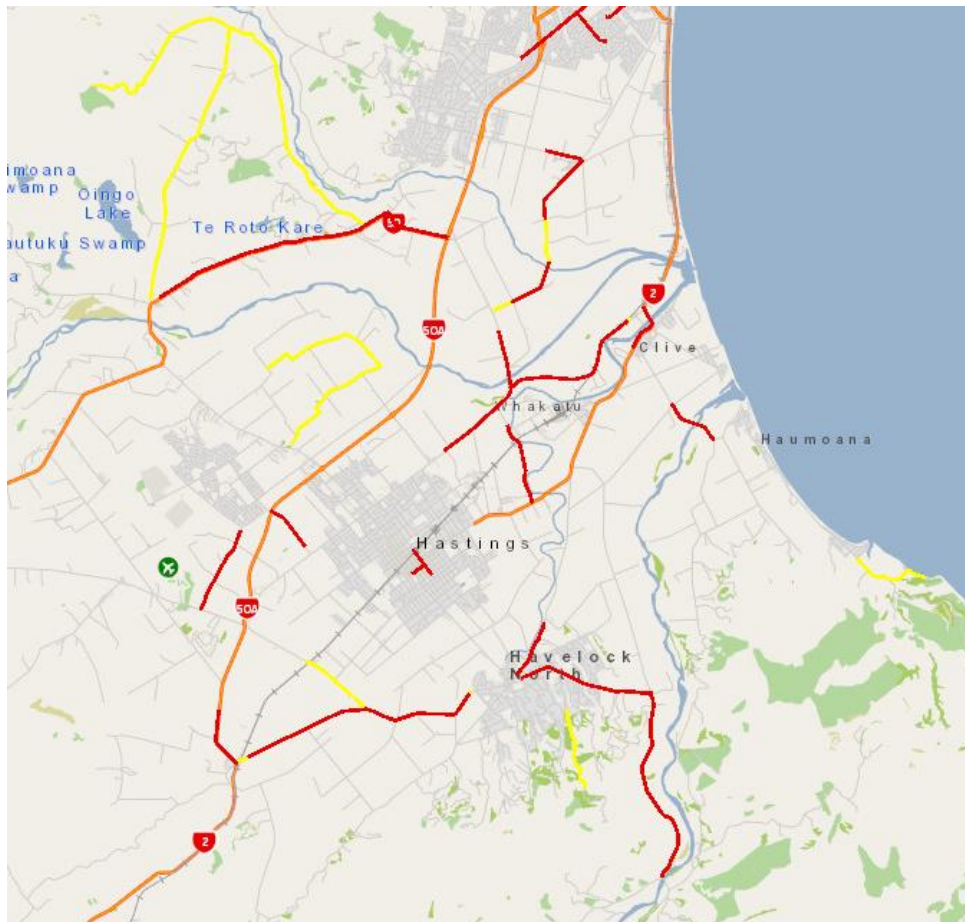 imoana
wamp
Oingo
Lake
autuku Swamp
a
Te Roto Kare
50
2
50A
Clive
Whakatu
Haumoana
Hastings
50A
Havelock
North
2